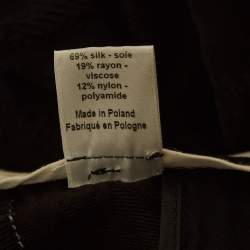 69% silk - soie
19% rayon -
viscose
12% nylon -
polyamide
Made in Poland
Fabriqué en Pologne